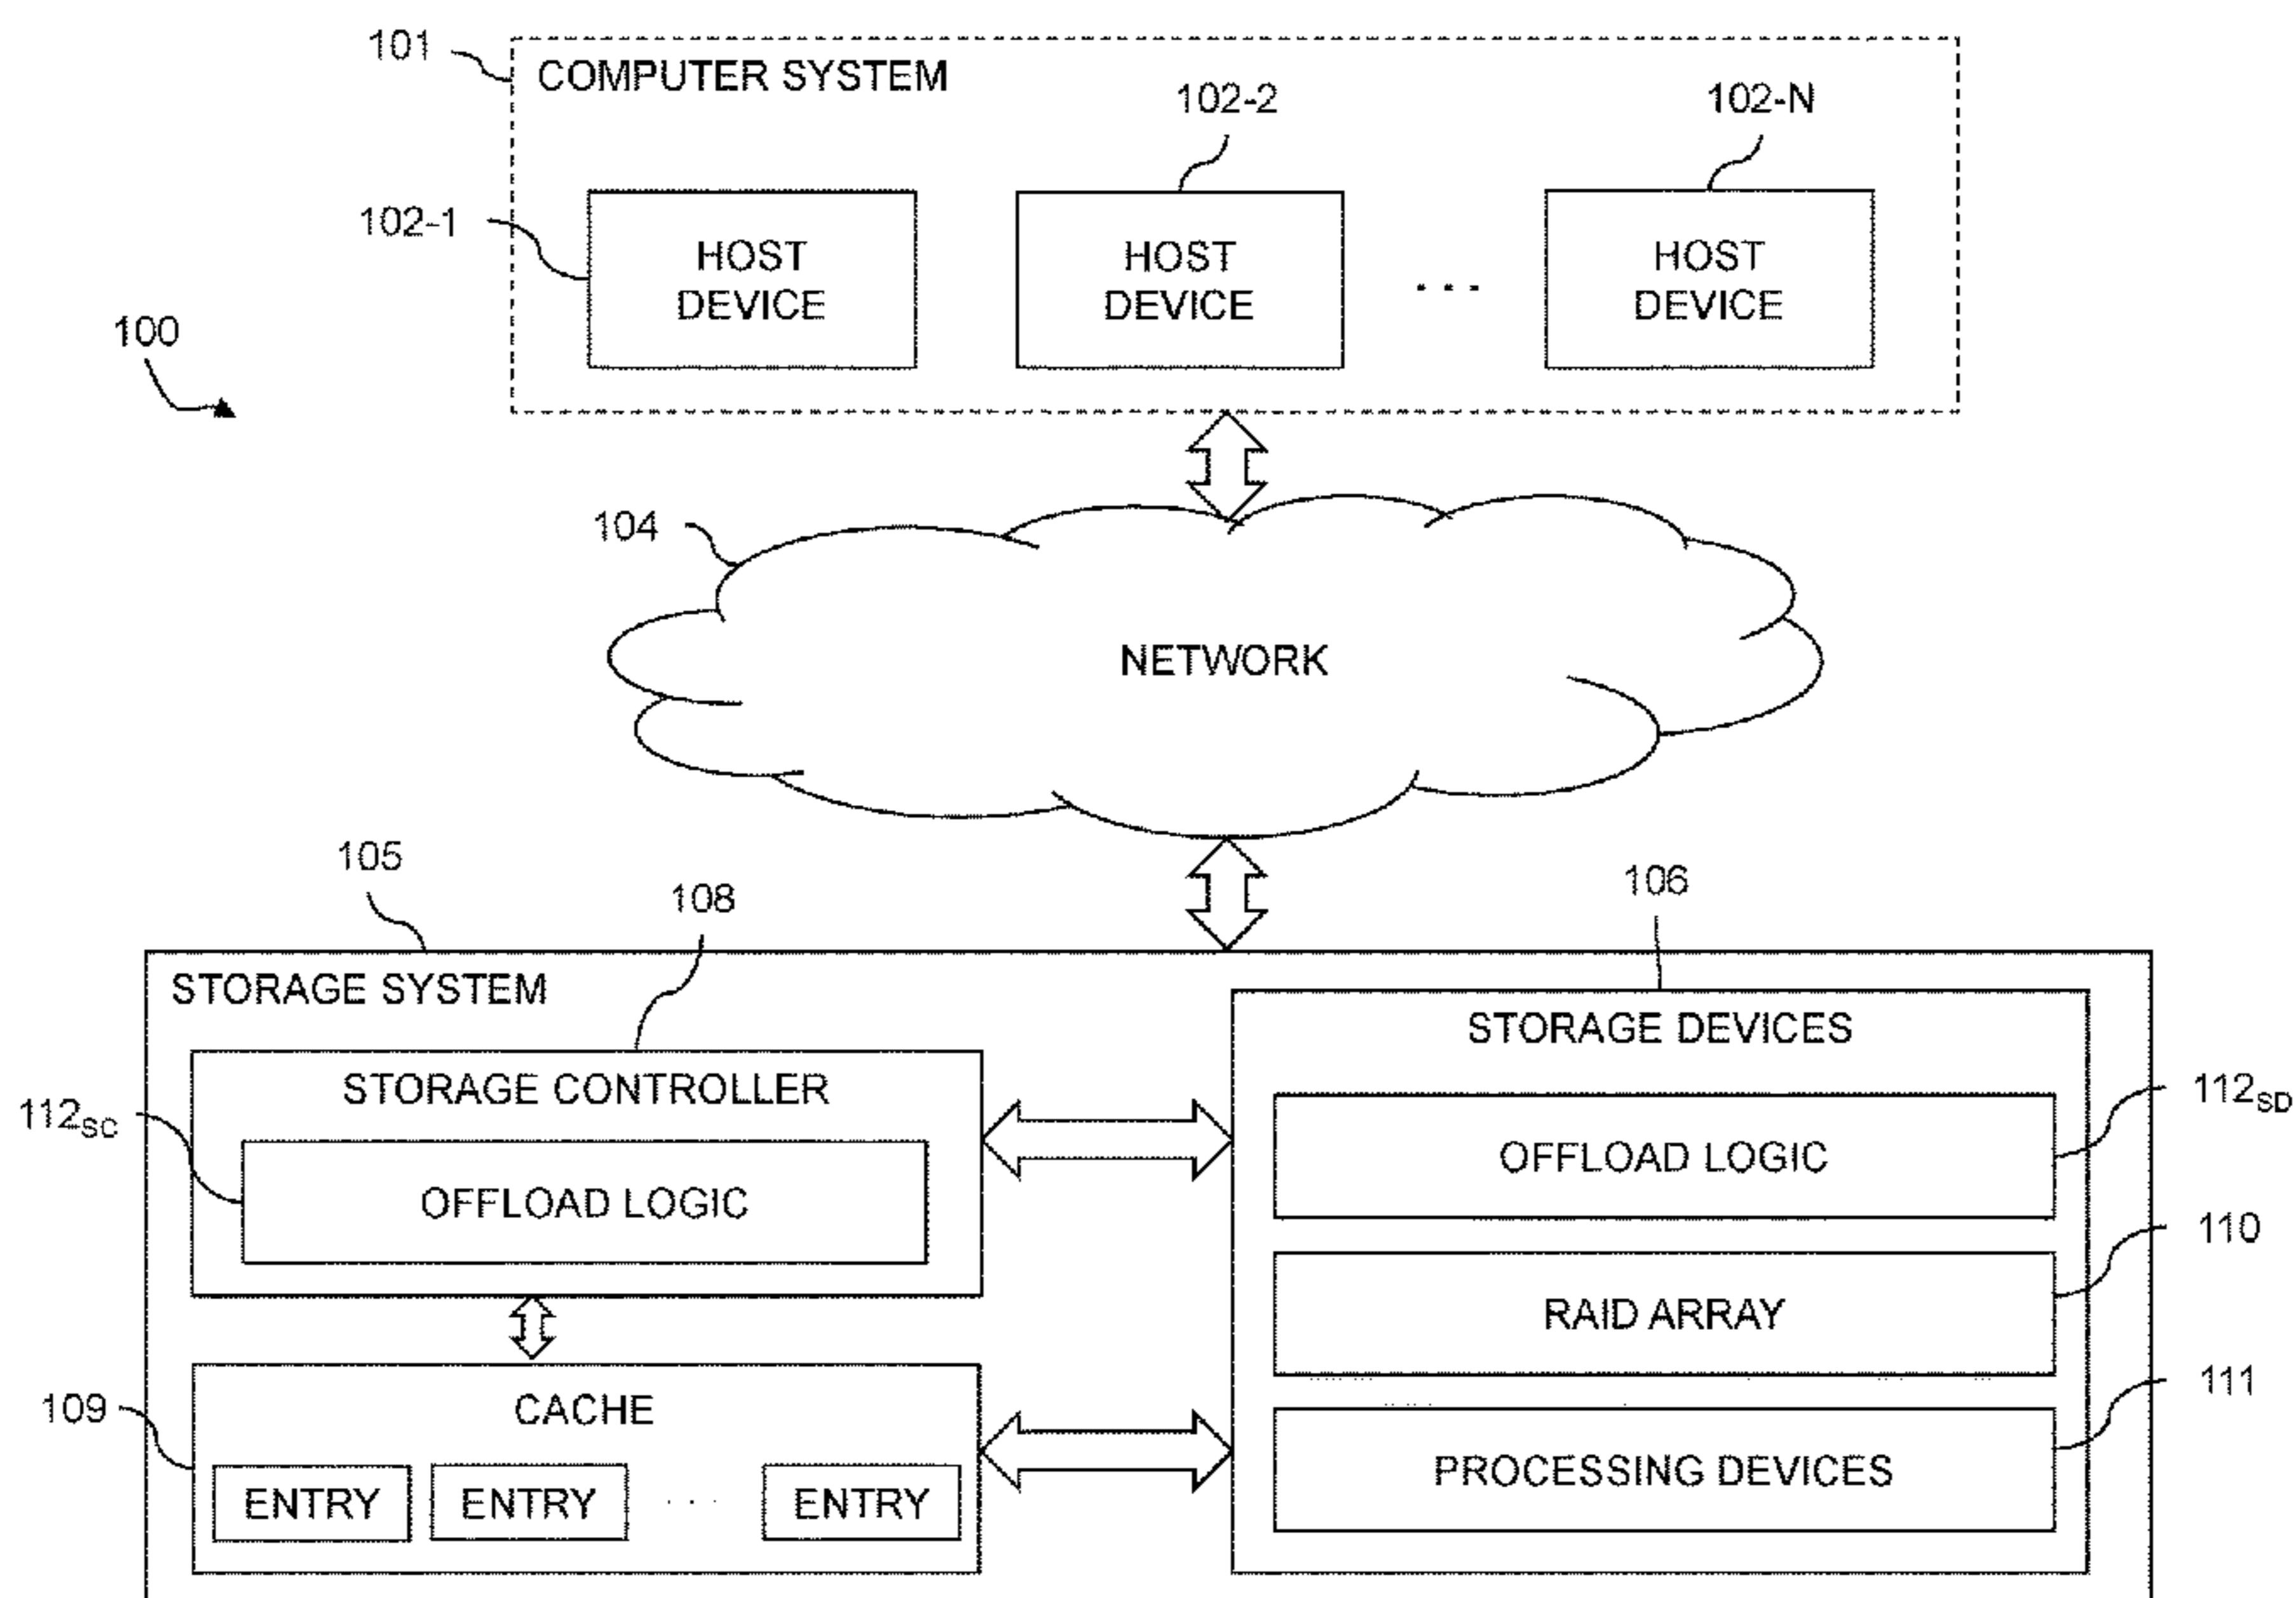 101
COMPUTER SYSTEM
102-2
102-N
102-1
HOST
DEVICE
HOST
DEVICE
. . .
HOST
DEVICE
100
104
NETWORK
105
108
106
STORAGE SYSTEM
STORAGE DEVICES
STORAGE CONTROLLER
112SC
OFFLOAD LOGIC
OFFLOAD LOGIC
112SD
RAID ARRAY
110
109
CACHE
ENTRY ENTRY . . . ENTRY
PROCESSING DEVICES
111